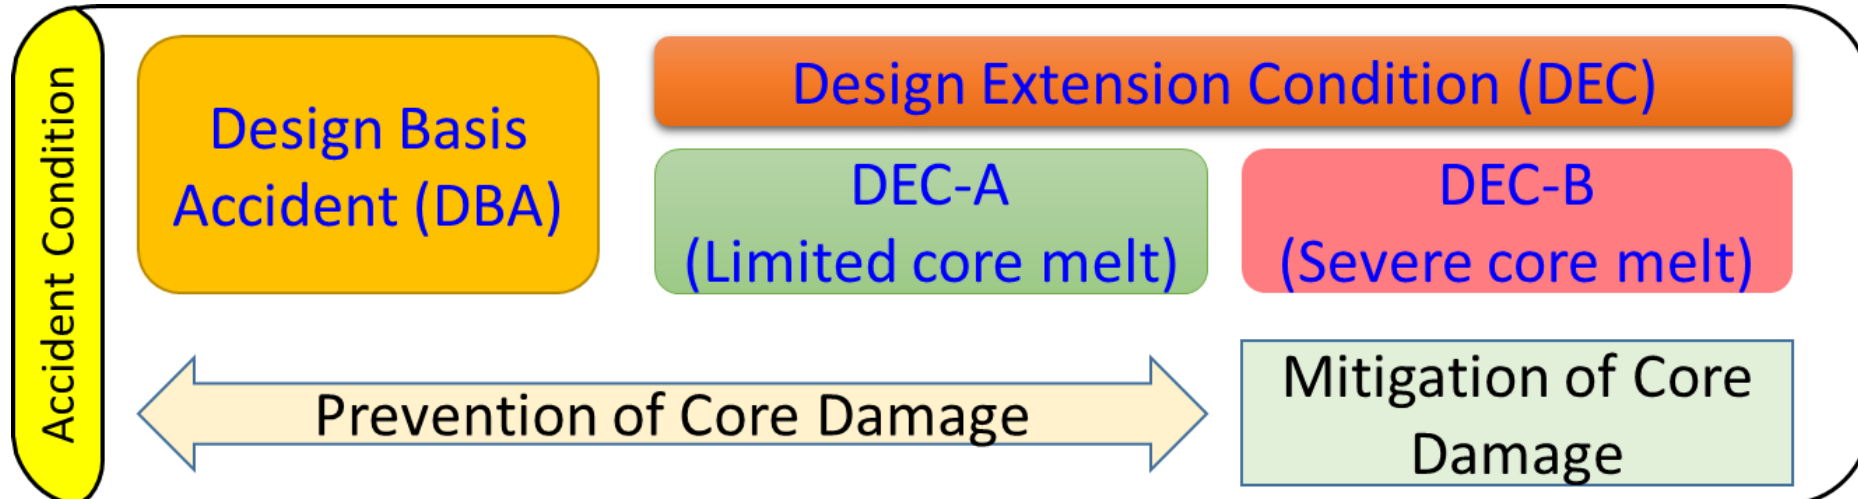 Accident Condition
Design Basis
Accident (DBA)
Design Extension Condition (DEC)
DEC-A
(Limited core melt)
DEC-B
(Severe core melt)
Prevention of Core Damage
Mitigation of Core
Damage